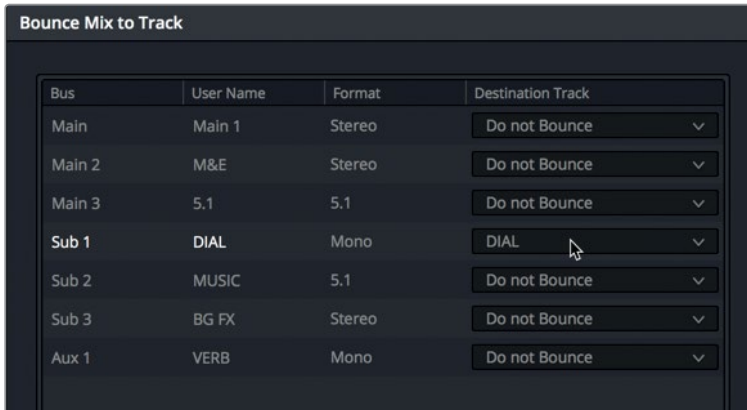 Bounce Mix to Track
Bus User Name Format Destination Track
Main Main 1 Stereo Do not Bounce
Main 2 M&E Stereo Do not Bounce
Main 3 5.1 5.1 Do not Bounce
Sub 1 DIAL Mono DIAL
Sub 2 MUSIC 5.1 Do not Bounce
Sub 3 BG FX Stereo Do not Bounce
Aux 1 VERB Mono Do not Bounce